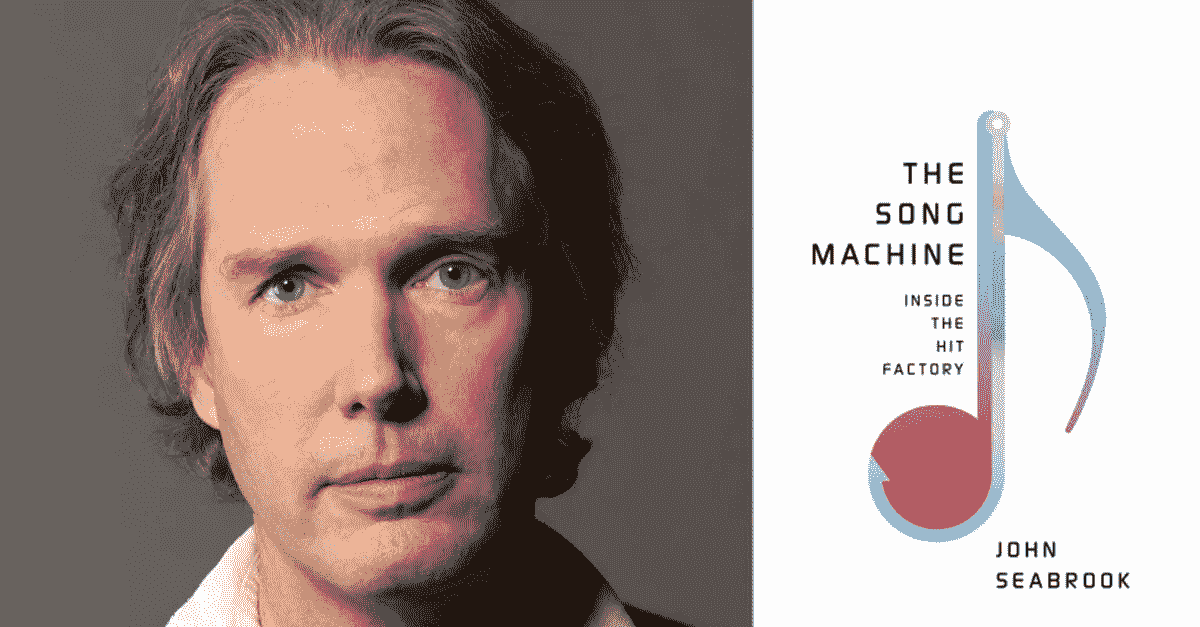 THE
SONG
MACHINE
INSIDE
THE
HIT
FACTORY
JOHN
SEABROOK